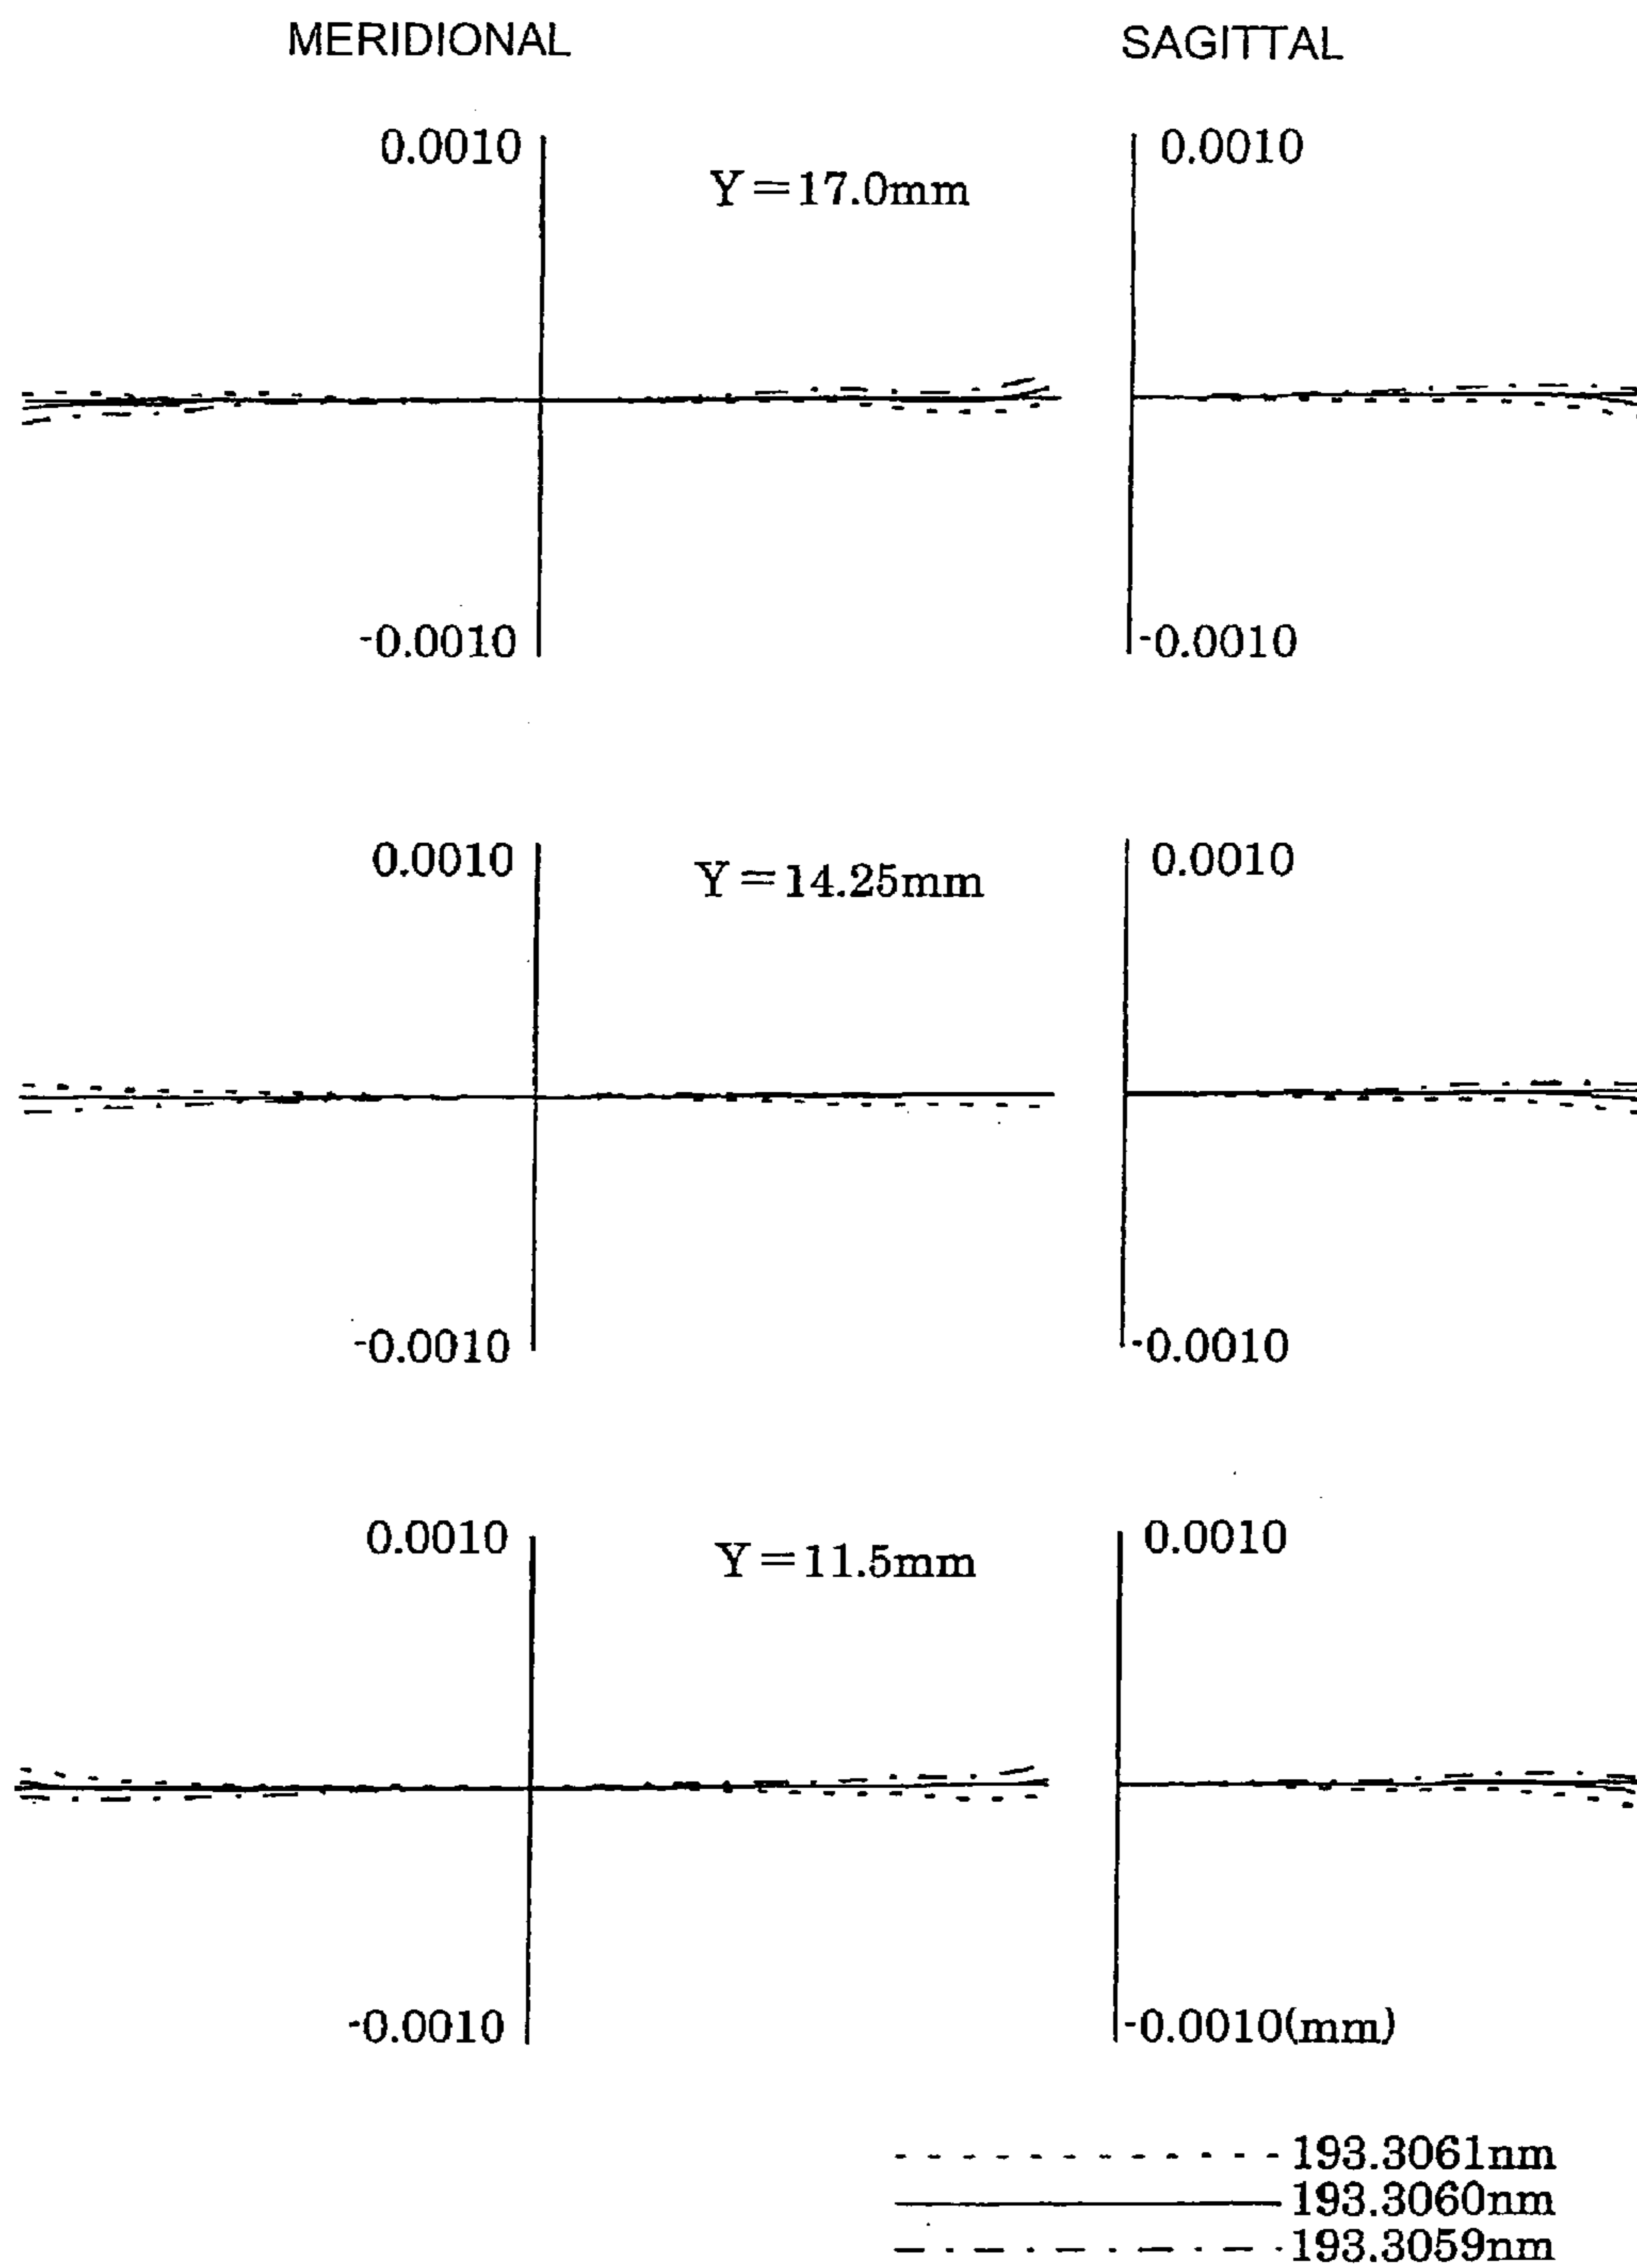 MERIDIONAL SAGITTAL
0.0010 Y=17.0mm 0.0010
-0.0010 -0.0010
0.0010 Y=14.25mm 0.0010
-0.0010 -0.0010
0.0010 Y=11.5mm 0.0010
-0.0010 -0.0010(mm)
193.3061nm
193.3060nm
193.3059nm